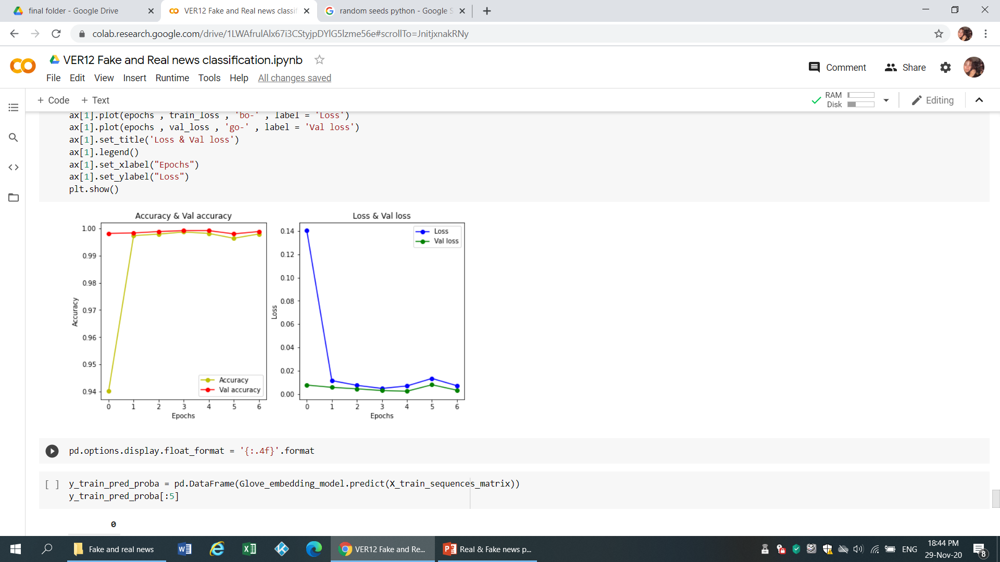 final folder - Google Drive
VER12 Fake and Real news classif
random seeds python - Google S
colab.research.google.com/drive/1LWAfrulAlx67i3CStyjpDYlG5lzme56e#scrollTo=JnitjxnakRNy
VER12 Fake and Real news classification.ipynb
Comment
Share
File Edit View Insert Runtime Tools Help All changes saved
+ Code + Text
RAM
Disk
Editing
ax[1].plot(epochs , train_loss , 'bo-' , label = 'Loss')
ax[1].plot(epochs , val_loss , 'go-' , label = 'Val loss')
ax[1].set_title('Loss & Val loss')
ax[1].legend()
ax[1].set_xlabel("Epochs")
ax[1].set_ylabel("Loss")
plt.show()
Accuracy & Val accuracy
1.00
0.99
0.98
0.97
0.96
0.95
0.94
Accuracy
Accuracy
Val accuracy
0 1 2 3 4 5 6
Epochs
Loss & Val loss
0.14
0.12
0.10
0.08
0.06
0.04
0.02
0.00
Loss
Loss
Val loss
0 1 2 3 4 5 6
Epochs
pd.options.display.float_format = '{:.4f}'.format
[ ]
y_train_pred_proba = pd.DataFrame(Glove_embedding_model.predict(X_train_sequences_matrix))
y_train_pred_proba[:5]
0
Fake and real news
VER12 Fake and Re...
Real & Fake news p...
ENG
18:44 PM
29-Nov-20
8